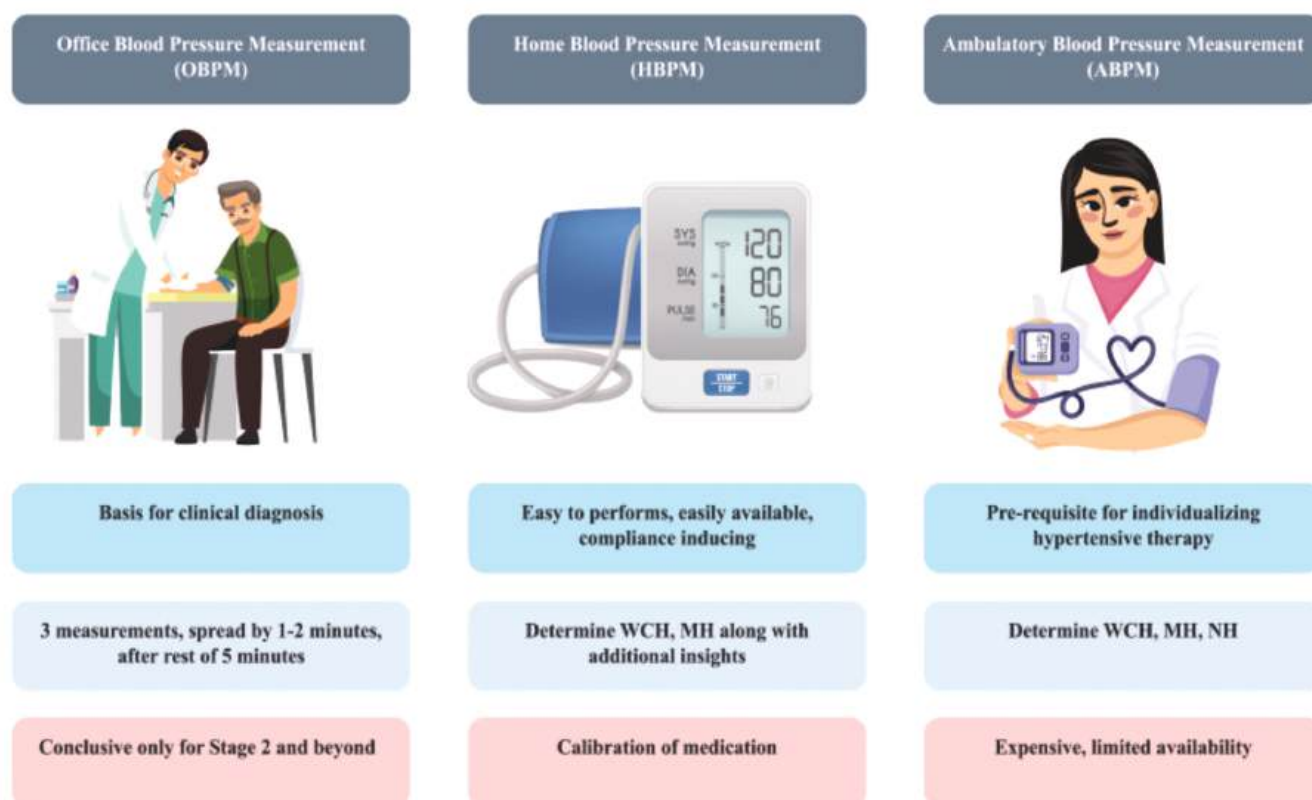 Office Blood Pressure Measurement
(OBPM)
Home Blood Pressure Measurement
(HBPM)
Ambulatory Blood Pressure Measurement
(ABPM)
SYS
mmHg
120
DIA
mmHg
80
PULSE
/min
76
START
STOP
Basis for clinical diagnosis
Easy to performs, easily available,
compliance inducing
Pre-requisite for individualizing
hypertensive therapy
3 measurements, spread by 1-2 minutes,
after rest of 5 minutes
Determine WCH, MH along with
additional insights
Determine WCH, MH, NH
Conclusive only for Stage 2 and beyond
Calibration of medication
Expensive, limited availability